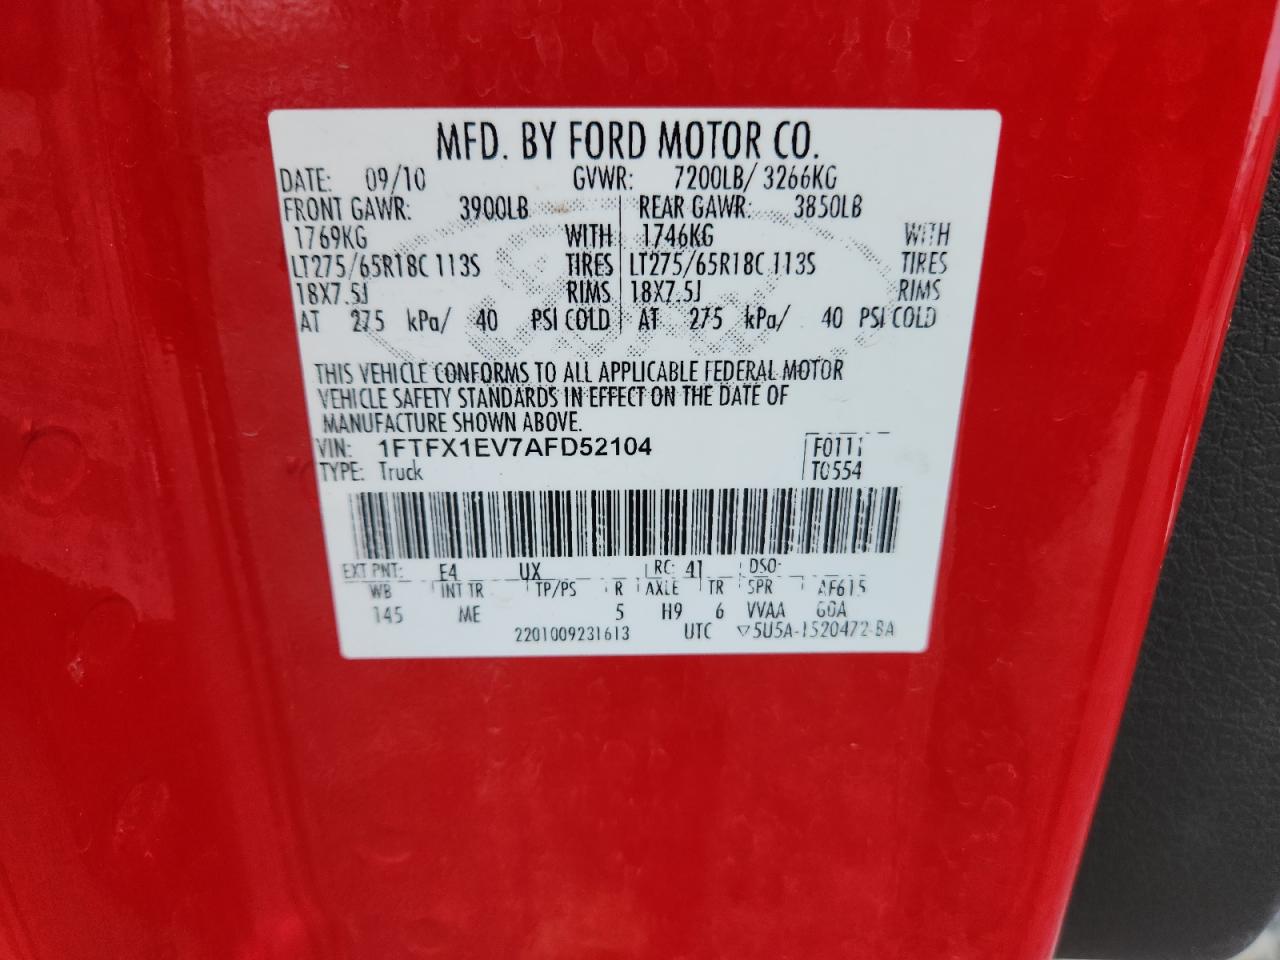 MFD. BY FORD MOTOR CO.
DATE: 09/10 GVWR: 7200LB/ 3266KG
FRONT GAWR: 3900LB REAR GAWR: 3850LB
1769KG WITH 1746KG WITH
LT275/65R18C 113S TIRES LT275/65R18C 113S TIRES
18X7.5J RIMS 18X7.5J RIMS
AT 275 kPa/ 40 PSI COLD AT 275 kPa/ 40 PSI COLD
THIS VEHICLE CONFORMS TO ALL APPLICABLE FEDERAL MOTOR
VEHICLE SAFETY STANDARDS IN EFFECT ON THE DATE OF
MANUFACTURE SHOWN ABOVE.
VIN: 1FTFX1EV7AFD52104 F0111
TYPE: Truck T0554
EXT PNT: E4 UX RC: 41 DSO:
WB INT TR TP/PS R AXLE TR SPR AF615
145 ME 5 H9 6 VVAA
2201009231613 UTC ▽5U5A-1520472-BA